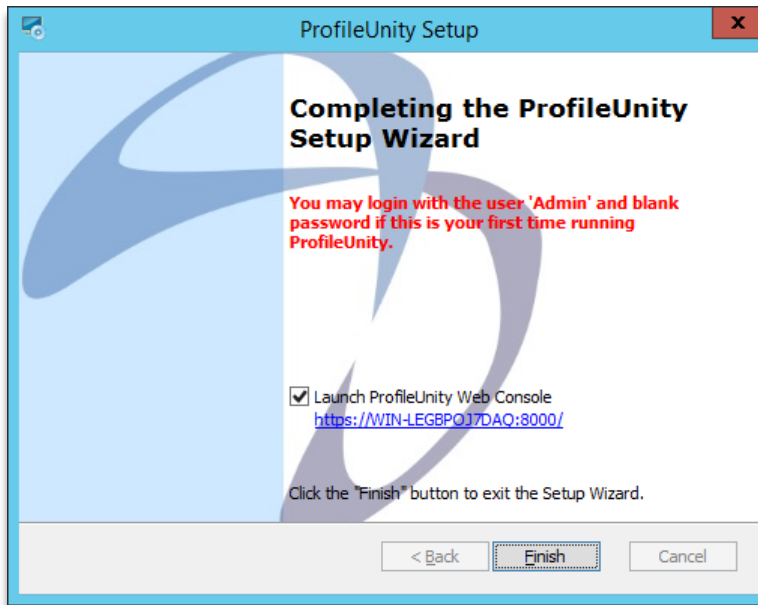 ProfileUnity Setup
x
Completing the ProfileUnity
Setup Wizard
You may login with the user 'Admin' and blank
password if this is your first time running
ProfileUnity.
Launch ProfileUnity Web Console
https://WIN-LEGBPOJ7DAQ:8000/
Click the "Finish" button to exit the Setup Wizard.
< Back
Finish
Cancel